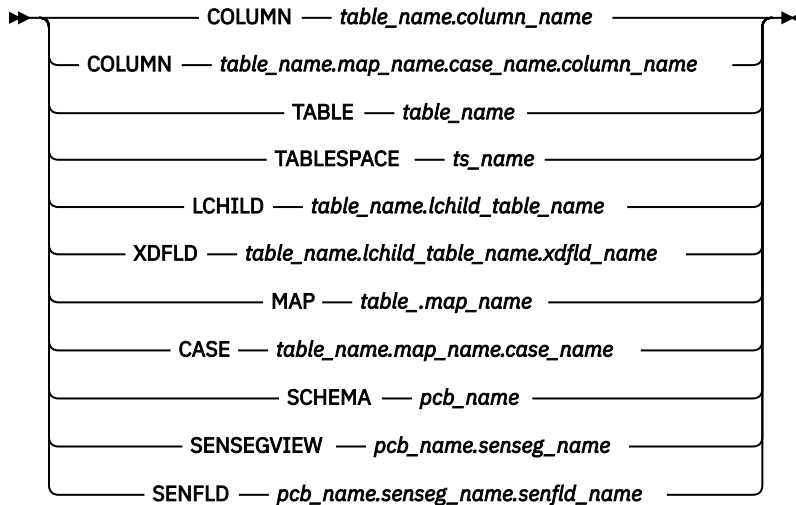 COLUMN table_name.column_name
COLUMN table_name.map_name.case_name.column_name
TABLE table_name
TABLESPACE ts_name
LCHILD table_name.lchild_table_name
XDFLD table_name.lchild_table_name.xdfld_name
MAP table_.map_name
CASE table_name.map_name.case_name
SCHEMA pcb_name
SENSEGVIEW pcb_name.senseg_name
SENFLD pcb_name.senseg_name.senfld_name